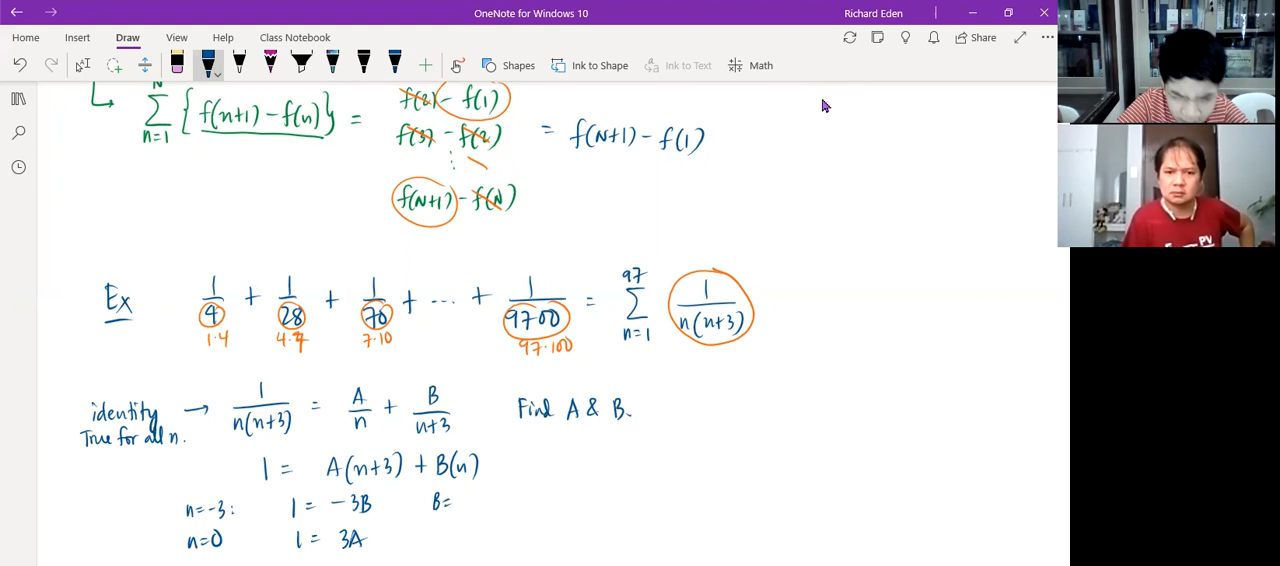 OneNote for Windows 10
Richard Eden
Home Insert Draw View Help Class Notebook
Share
Shapes Ink to Shape Ink to Text Math
N
∑ {f(n+1) - f(n)} = f(2) - f(1)
n=1
f(3) - f(2) = f(N+1) - f(1)
⋮
f(N+1) - f(N)
Ex 1/4 + 1/28 + 1/70 + ... + 1/9700 = ∑_{n=1}^{97} 1/n(n+3)
1·4 4·7 7·10 97·100
identity → 1/n(n+3) = A/n + B/n+3 Find A & B.
True for all n.
1 = A(n+3) + B(n)
n=-3: 1 = -3B B=
n=0 1 = 3A
PV